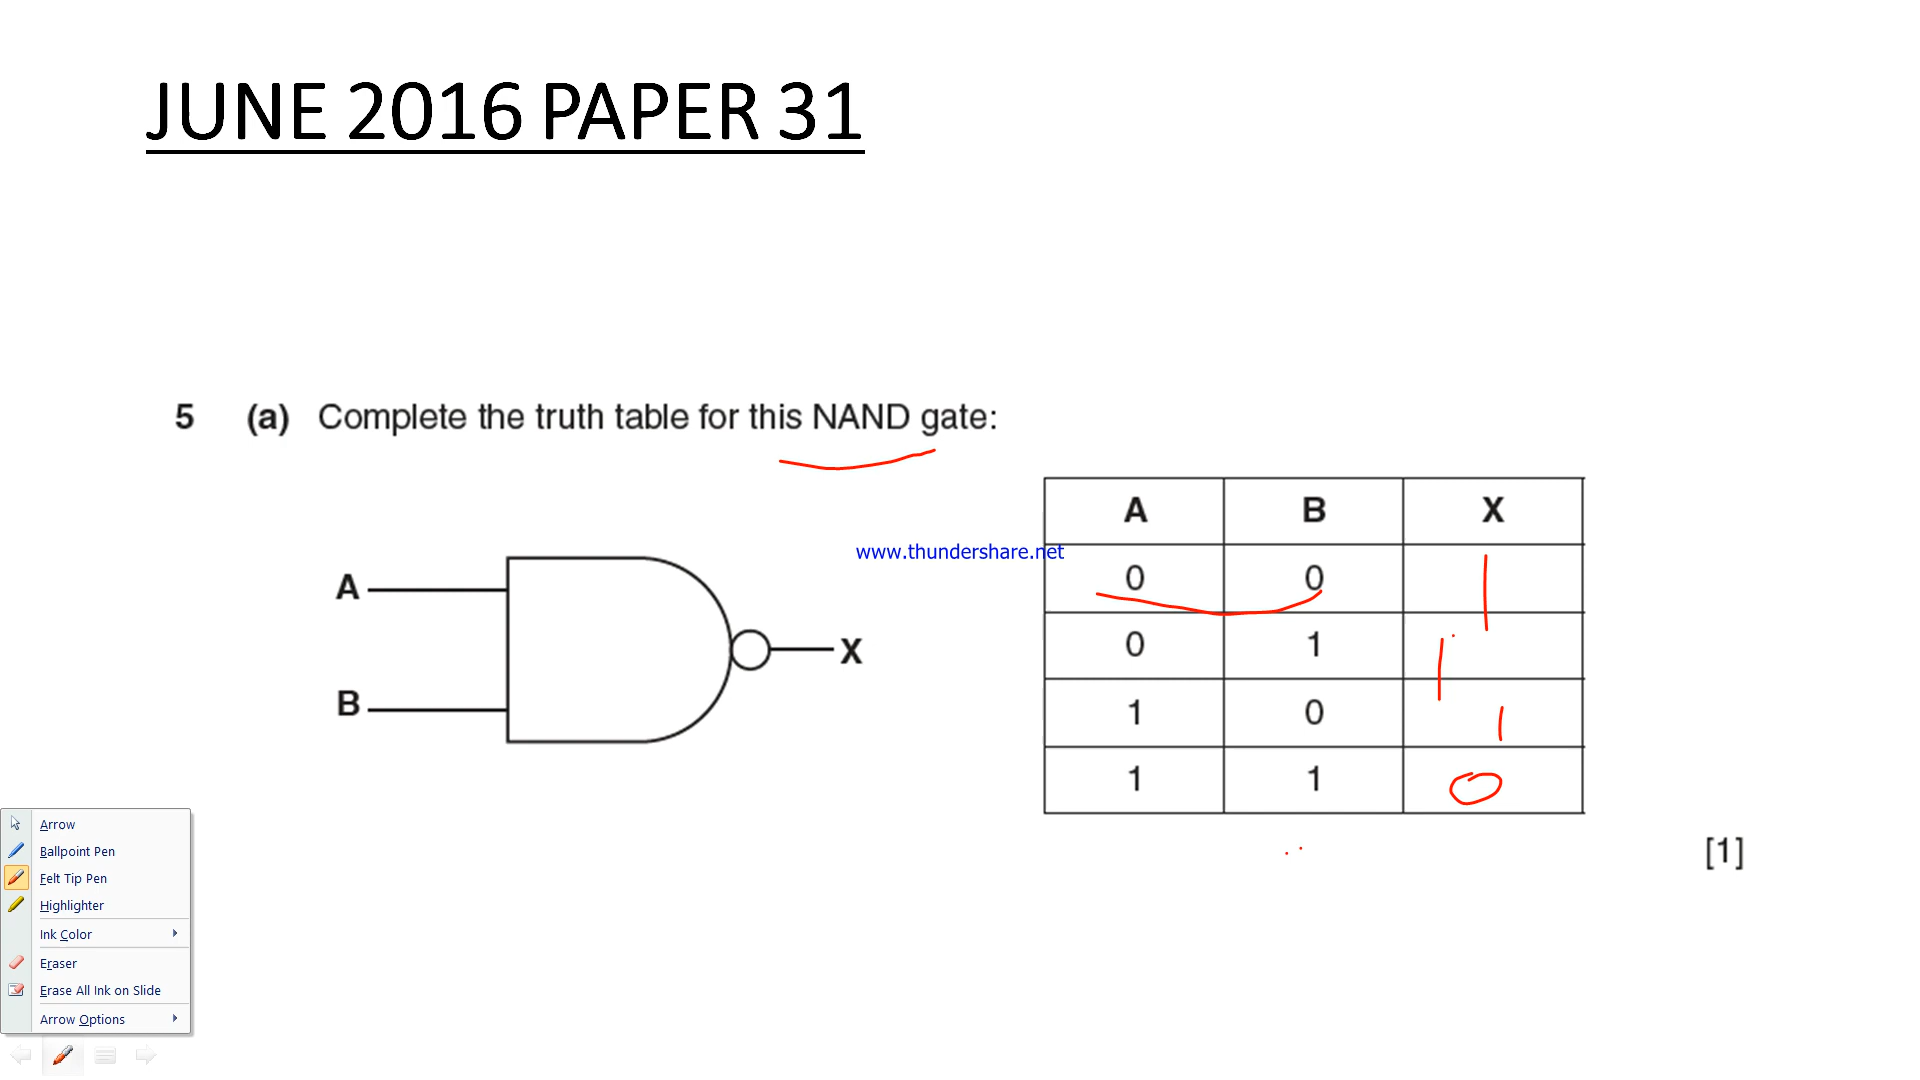 JUNE 2016 PAPER 31
5 (a) Complete the truth table for this NAND gate:
A B X
www.thundershare.net
0 0 1
A
0 1 1
X
B
1 0 1
1 1 0
[1]
Arrow
Ballpoint Pen
Felt Tip Pen
Highlighter
Ink Color
Eraser
Erase All Ink on Slide
Arrow Options